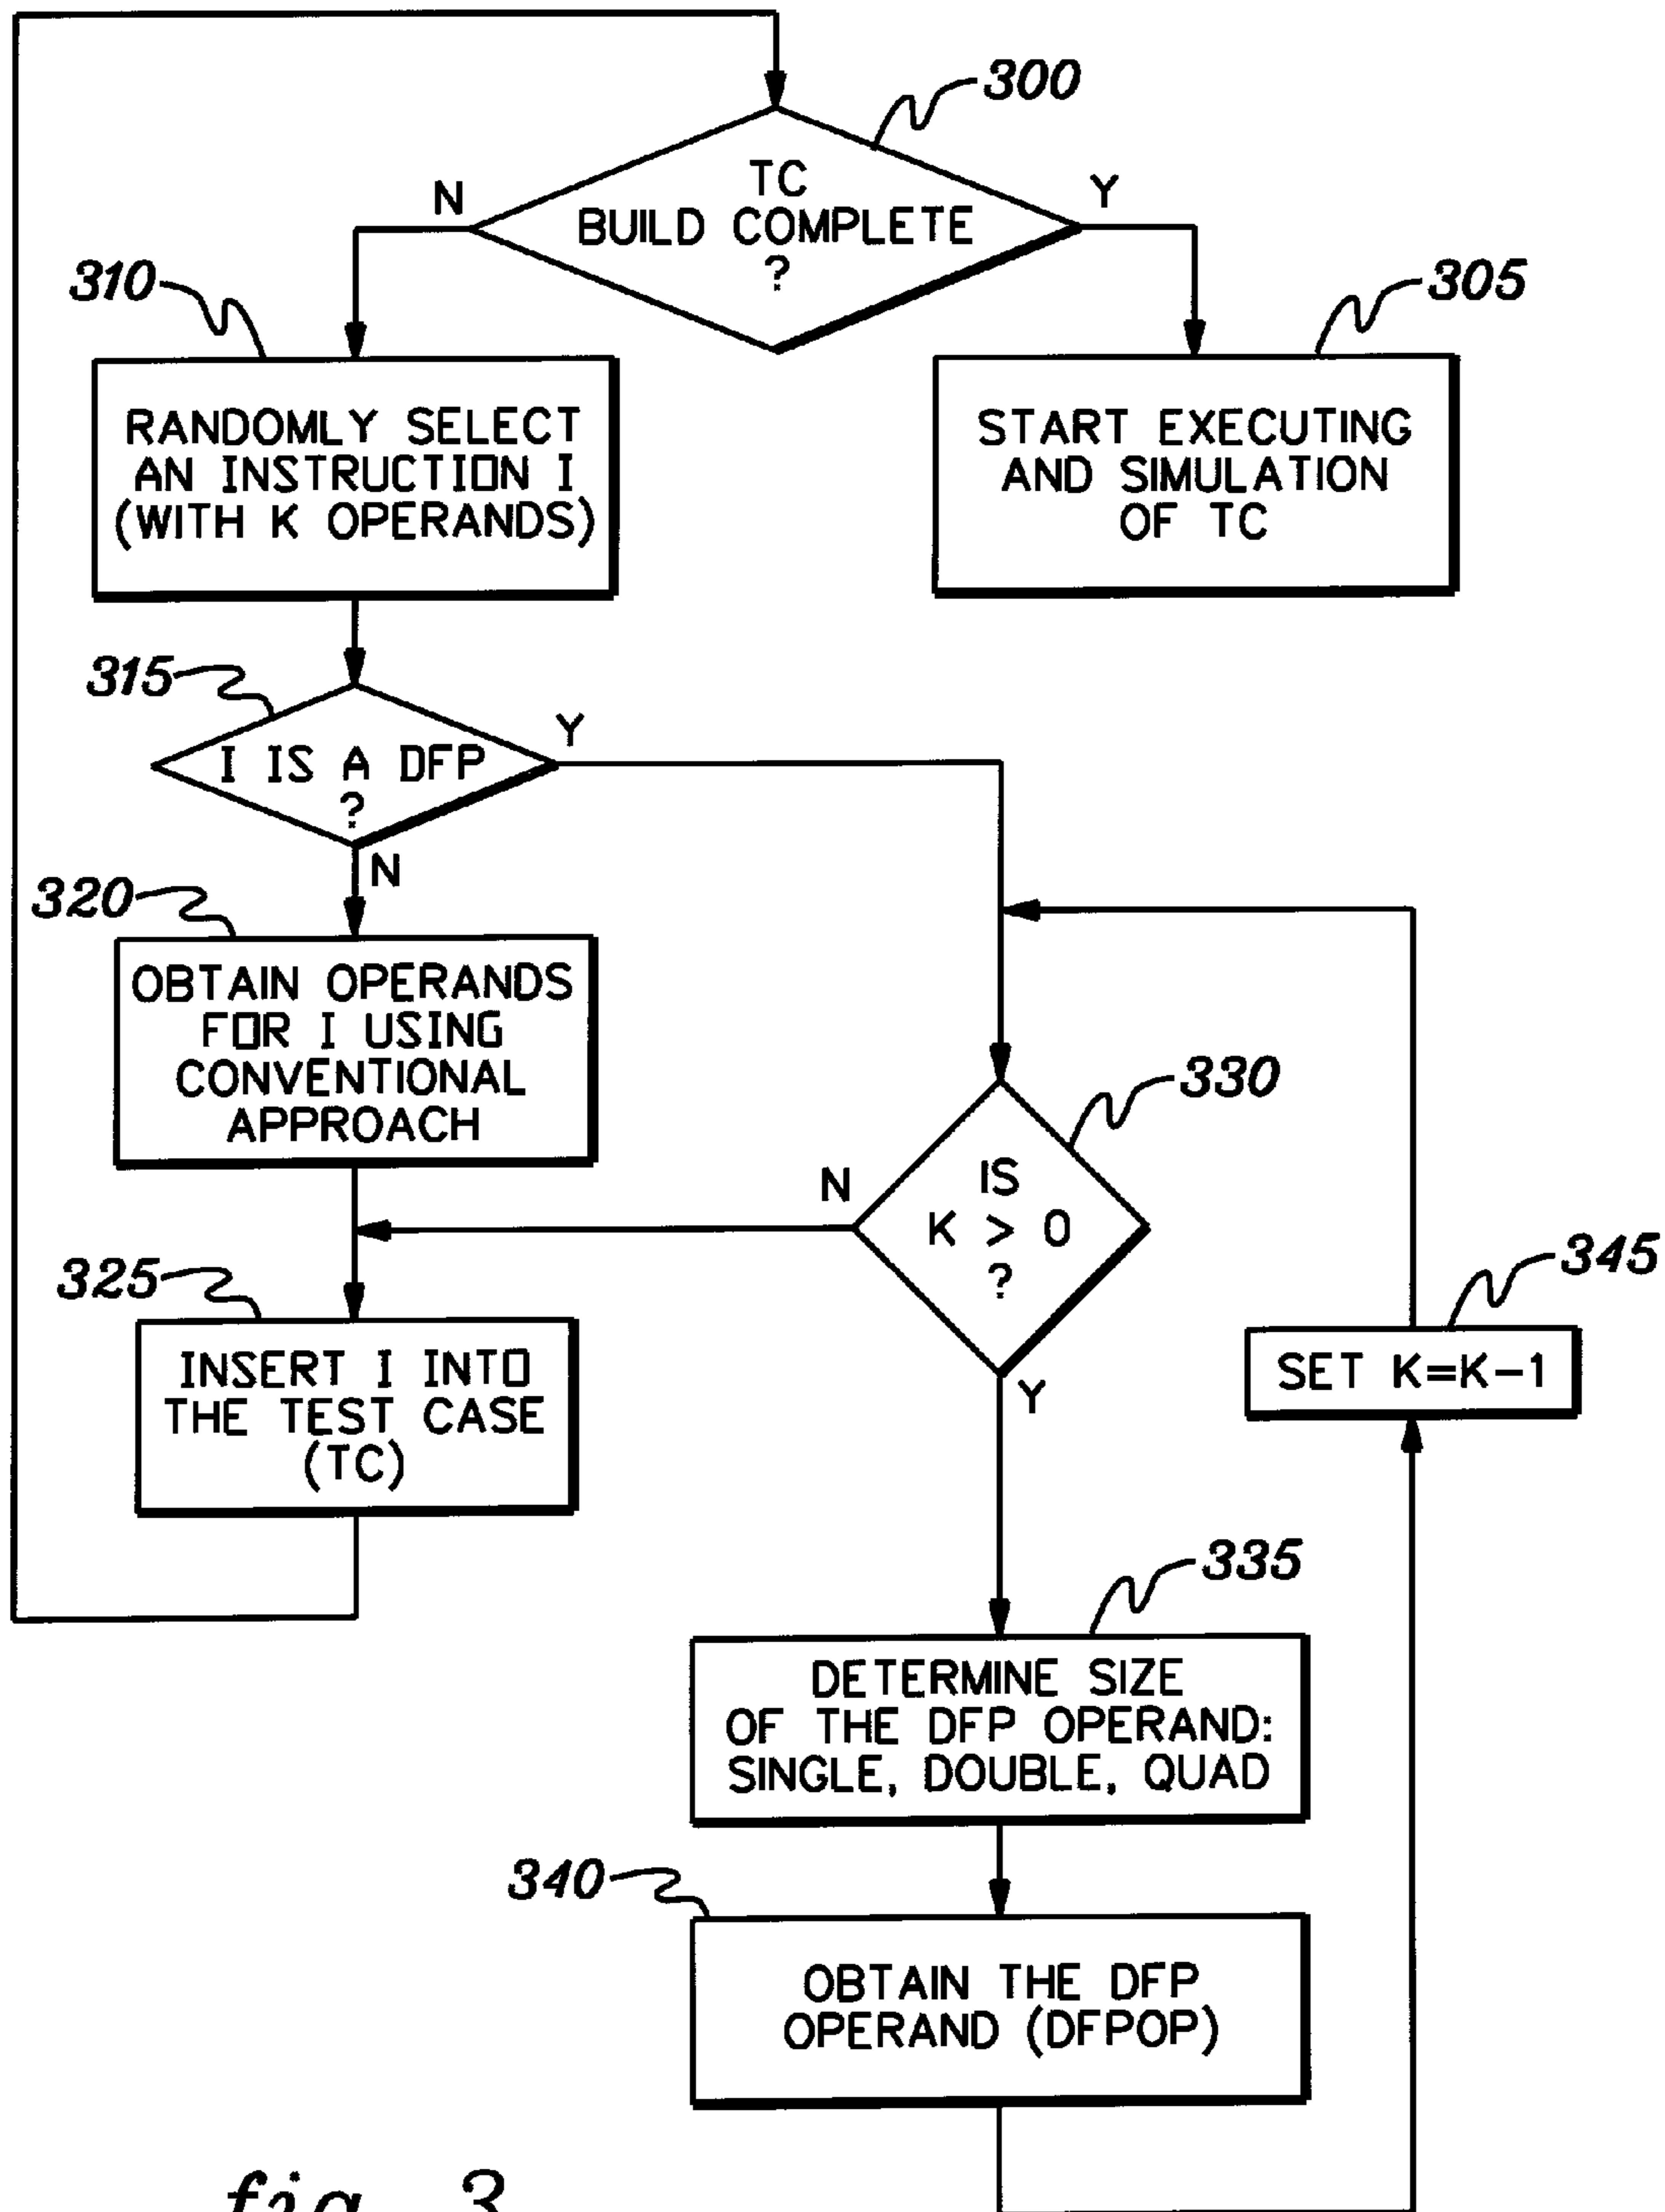 300
TC
BUILD COMPLETE
?
N
Y
310
305
RANDOMLY SELECT
AN INSTRUCTION I
(WITH K OPERANDS)
START EXECUTING
AND SIMULATION
OF TC
315
I IS A DFP
?
Y
N
320
OBTAIN OPERANDS
FOR I USING
CONVENTIONAL
APPROACH
330
IS
K > 0
?
N
Y
325
INSERT I INTO
THE TEST CASE
(TC)
345
SET K=K-1
335
DETERMINE SIZE
OF THE DFP OPERAND:
SINGLE, DOUBLE, QUAD
340
OBTAIN THE DFP
OPERAND (DFPOP)
fig. 3